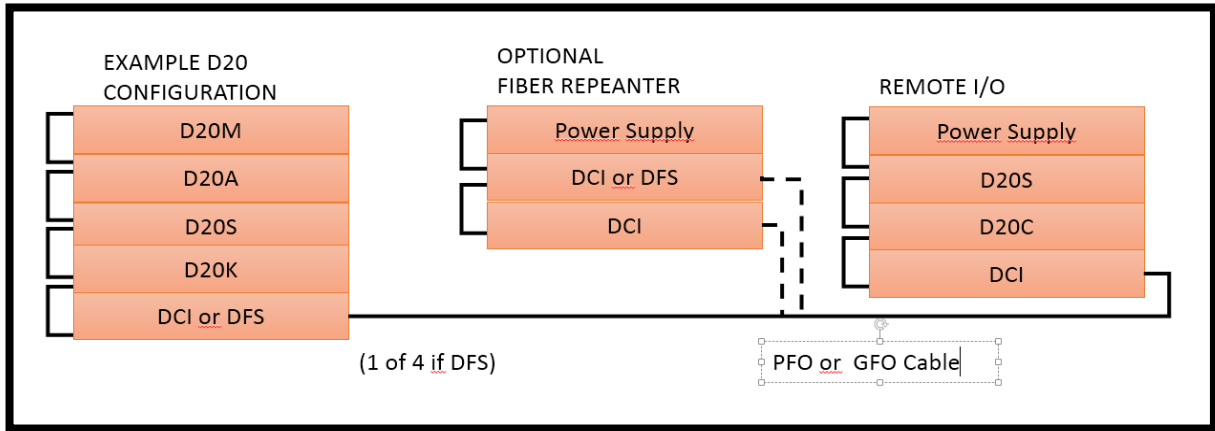 EXAMPLE D20
CONFIGURATION
D20M
D20A
D20S
D20K
DCI or DFS
(1 of 4 if DFS)
OPTIONAL
FIBER REPEANTER
Power Supply
DCI or DFS
DCI
REMOTE I/O
Power Supply
D20S
D20C
DCI
PFO or  GFO Cable